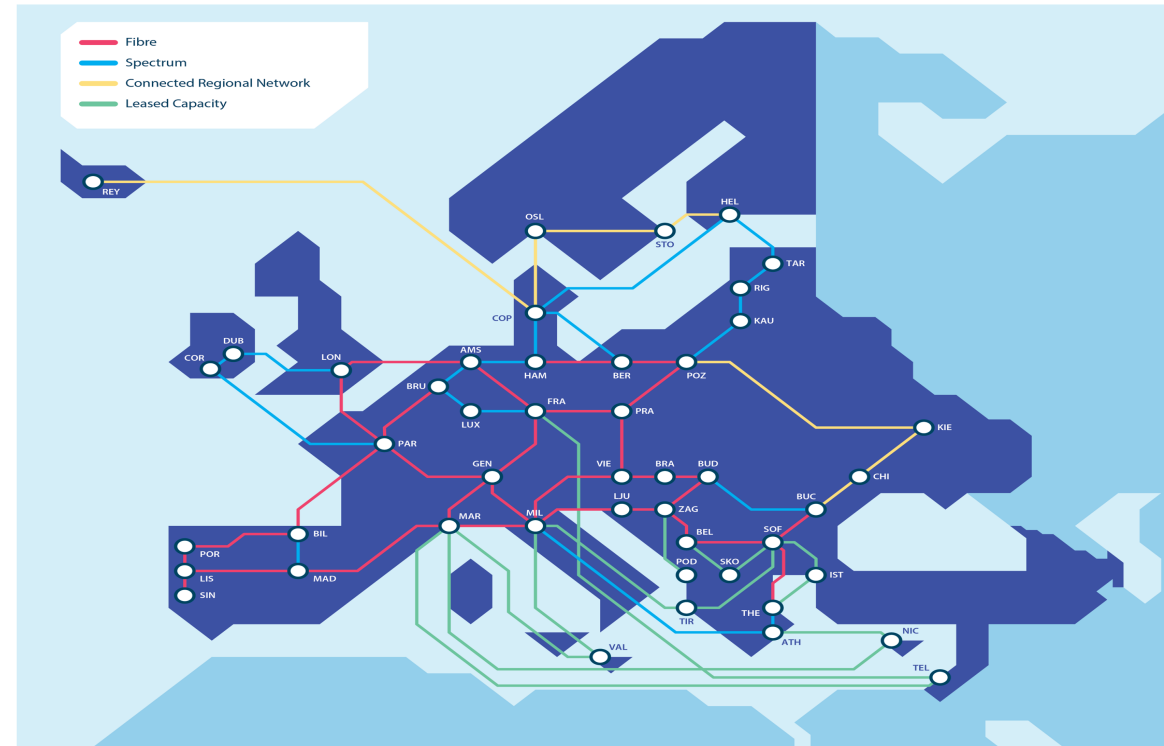 Fibre
Spectrum
Connected Regional Network
Leased Capacity
REY
HEL
OSL
STO
TAR
RIG
COP
KAU
DUB
COR
LON
AMS
HAM
BER
POZ
BRU
FRA
PRA
LUX
KIE
PAR
GEN
VIE
BRA
BUD
CHI
LJU
BUC
MAR
MIL
ZAG
BIL
BEL
SOF
POR
POD
SKO
IST
LIS
MAD
SIN
TIR
THE
ATH
NIC
VAL
TEL